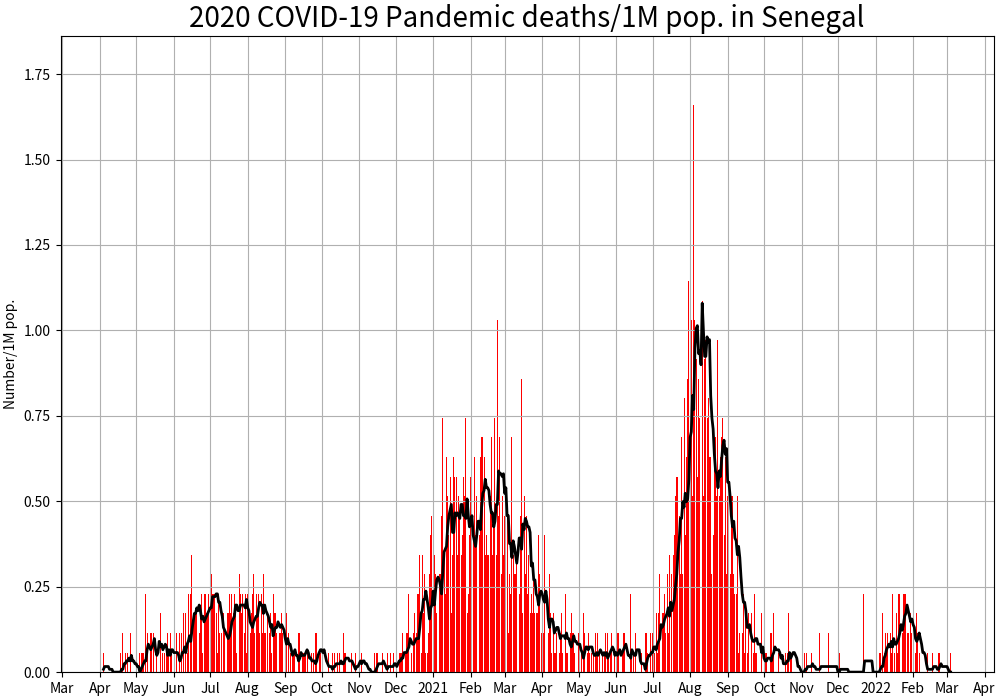 2020 COVID-19 Pandemic deaths/1M pop. in Senegal
Number/1M pop.
1.75
1.50
1.25
1.00
0.75
0.50
0.25
0.00
Mar Apr May Jun Jul Aug Sep Oct Nov Dec 2021 Feb Mar Apr May Jun Jul Aug Sep Oct Nov Dec 2022 Feb Mar Apr